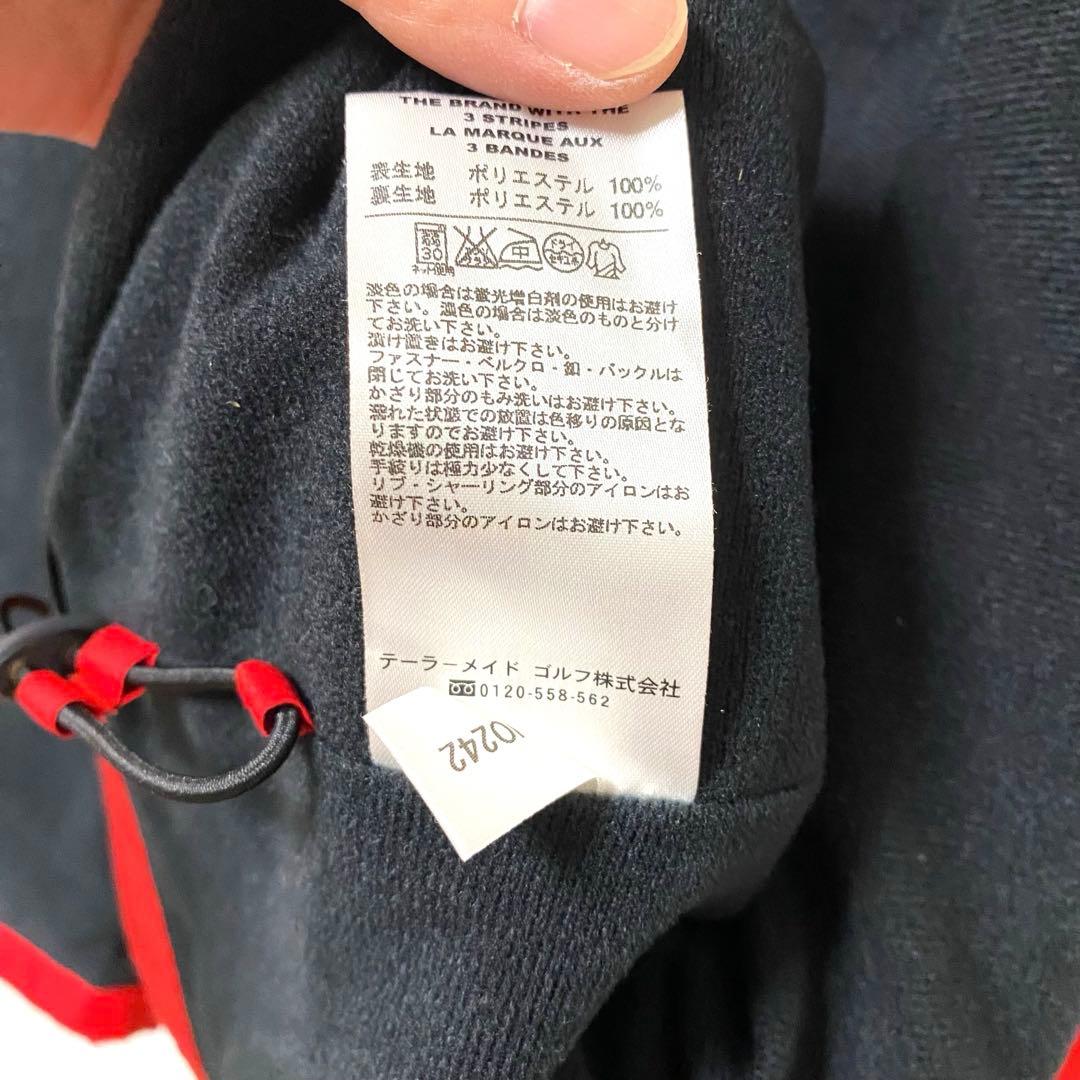 THE BRAND WITH THE
3 STRIPES
LA MARQUE AUX
3 BANDES
表生地 ポリエステル 100%
裏生地 ポリエステル 100%
30 中 ドライ
ネット使用 セキユ系
淡色の場合は蛍光増白剤の使用はお避け
下さい。濃色の場合は淡色のものと分け
てお洗い下さい。
漬け置きはお避け下さい。
ファスナー・ベルクロ・釦・バックルは
閉じてお洗い下さい。
かざり部分のもみ洗いはお避け下さい。
濡れた状態での放置は色移りの原因とな
りますのでお避け下さい。
乾燥機の使用はお避け下さい。
手絞りは極力少なくして下さい。
リブ・シャーリング部分のアイロンはお
避け下さい。
かざり部分のアイロンはお避け下さい。
テーラーメイド ゴルフ株式会社
0120-558-562
0242